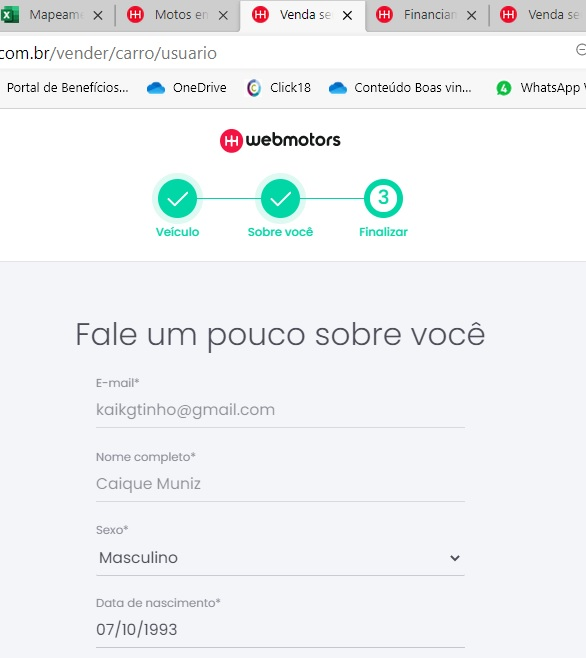 Mapeam
Motos en
Venda se
Financian
Venda se
com.br/vender/carro/usuario
Portal de Benefícios...
OneDrive
Click18
Conteúdo Boas vin...
WhatsApp
webmotors
3
Veículo
Sobre você
Finalizar
Fale um pouco sobre você
E-mail*
kaikgtinho@gmail.com
Nome completo*
Caique Muniz
Sexo*
Masculino
Data de nascimento*
07/10/1993